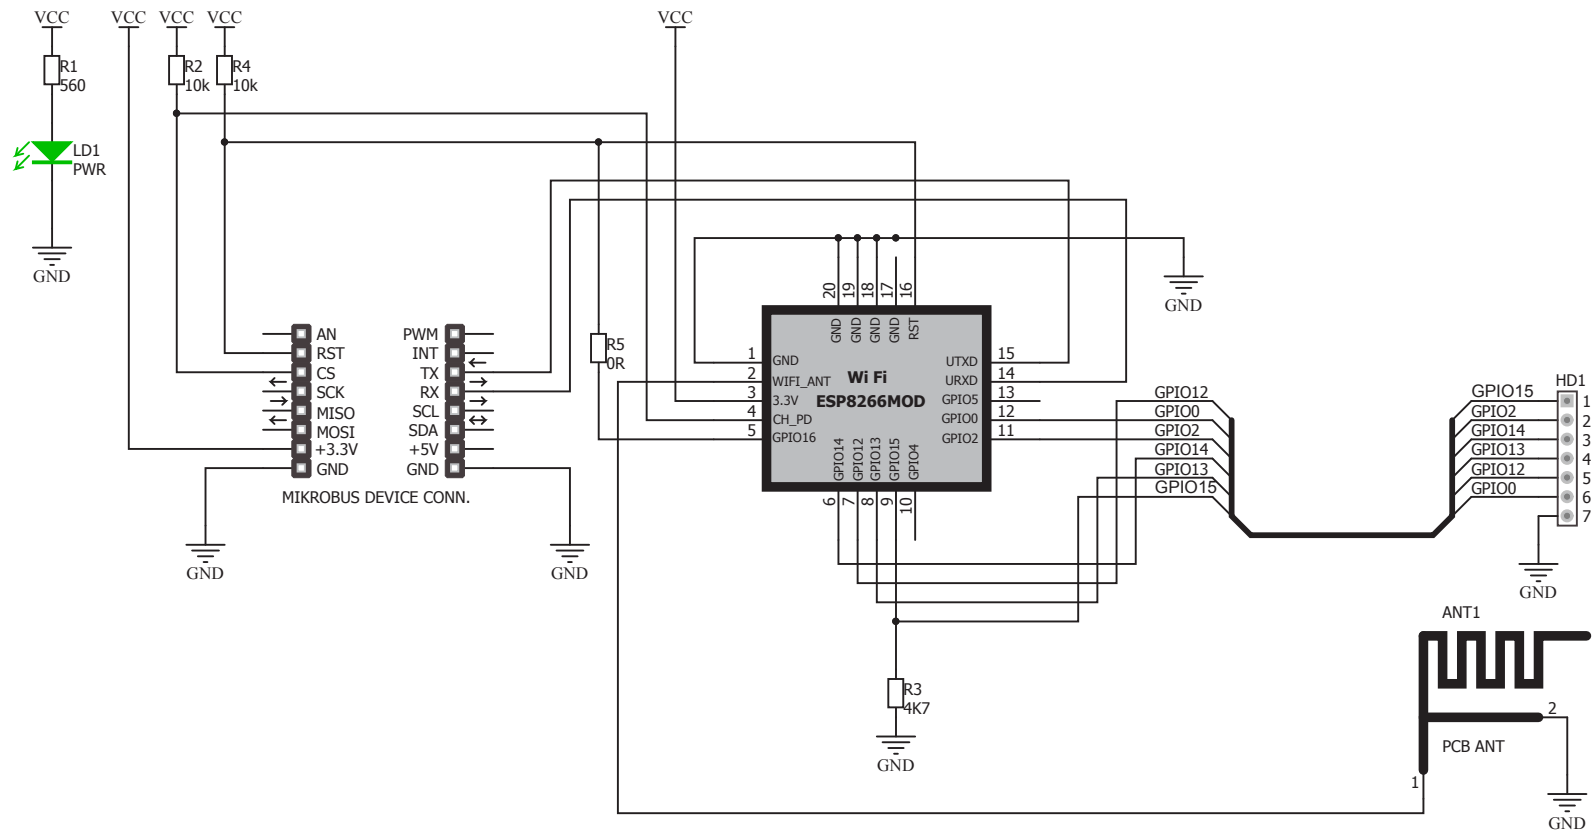 VCC
VCC
VCC
VCC
VCC
R1
560
R2
10k
R4
10k
LD1
PWR
GND
AN
RST
CS
SCK
MISO
MOSI
+3.3V
GND
PWM
INT
TX
RX
SCL
SDA
+5V
GND
MIKROBUS DEVICE CONN.
GND
GND
R5
0R
20
19
18
17
16
GND
GND
GND
GND
RST
1
2
3
4
5
GND
WIFI_ANT
3.3V
CH_PD
GPIO16
Wi Fi
ESP8266MOD
UTXD
URXD
GPIO5
GPIO0
GPIO2
15
14
13
12
11
GPIO14
GPIO12
GPIO13
GPIO15
GPIO4
6
7
8
9
10
GND
GPIO12
GPIO0
GPIO2
GPIO14
GPIO13
GPIO15
HD1
GPIO15
GPIO2
GPIO14
GPIO13
GPIO12
GPIO0
1
2
3
4
5
6
7
GND
R3
4K7
GND
ANT1
2
PCB ANT
1
GND